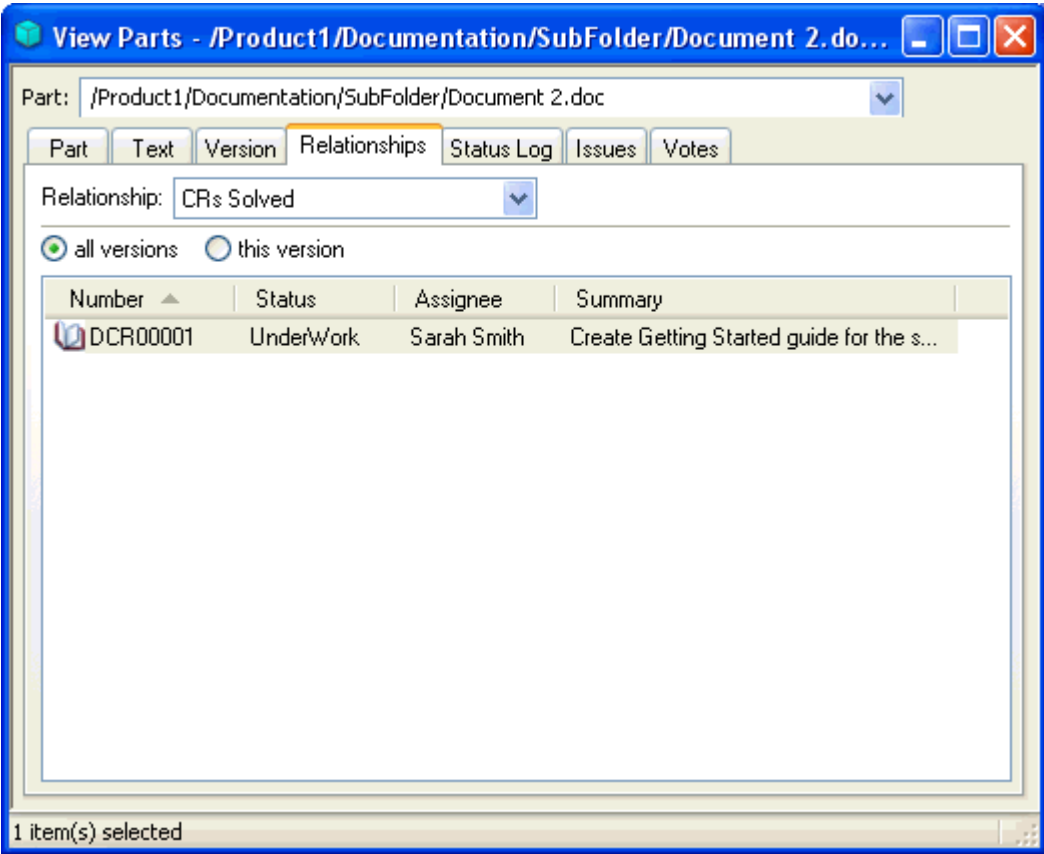 View Parts - /Product1/Documentation/SubFolder/Document 2.do...
Part: /Product1/Documentation/SubFolder/Document 2.doc
Part Text Version Relationships Status Log Issues Votes
Relationship: CRs Solved
all versions this version
Number Status Assignee Summary
DCR00001 UnderWork Sarah Smith Create Getting Started guide for the s...
1 item(s) selected